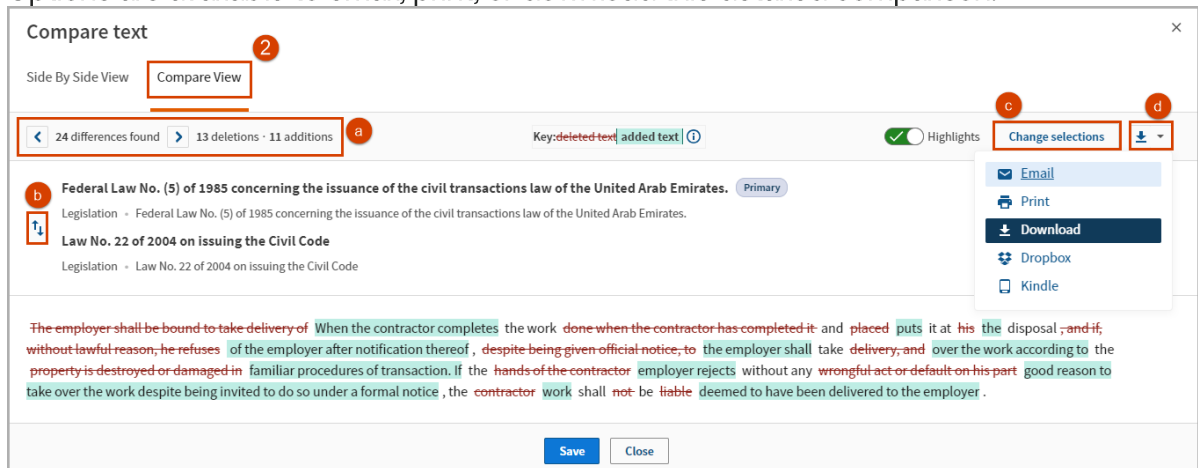 Compare text
2
Side By Side View Compare View
c d
24 differences found 13 deletions · 11 additions a Key:deleted text added text Highlights Change selections
Email
b Federal Law No. (5) of 1985 concerning the issuance of the civil transactions law of the United Arab Emirates. Primary
Print
Legislation • Federal Law No. (5) of 1985 concerning the issuance of the civil transactions law of the United Arab Emirates.
Download
Law No. 22 of 2004 on issuing the Civil Code
Dropbox
Legislation • Law No. 22 of 2004 on issuing the Civil Code
Kindle
The employer shall be bound to take delivery of When the contractor completes the work done when the contractor has completed it and placed puts it at his the disposal , and if,
without lawful reason, he refuses of the employer after notification thereof , despite being given official notice, to the employer shall take delivery, and over the work according to the
property is destroyed or damaged in familiar procedures of transaction. If the hands of the contractor employer rejects without any wrongful act or default on his part good reason to
take over the work despite being invited to do so under a formal notice , the contractor work shall not be liable deemed to have been delivered to the employer .
Save Close